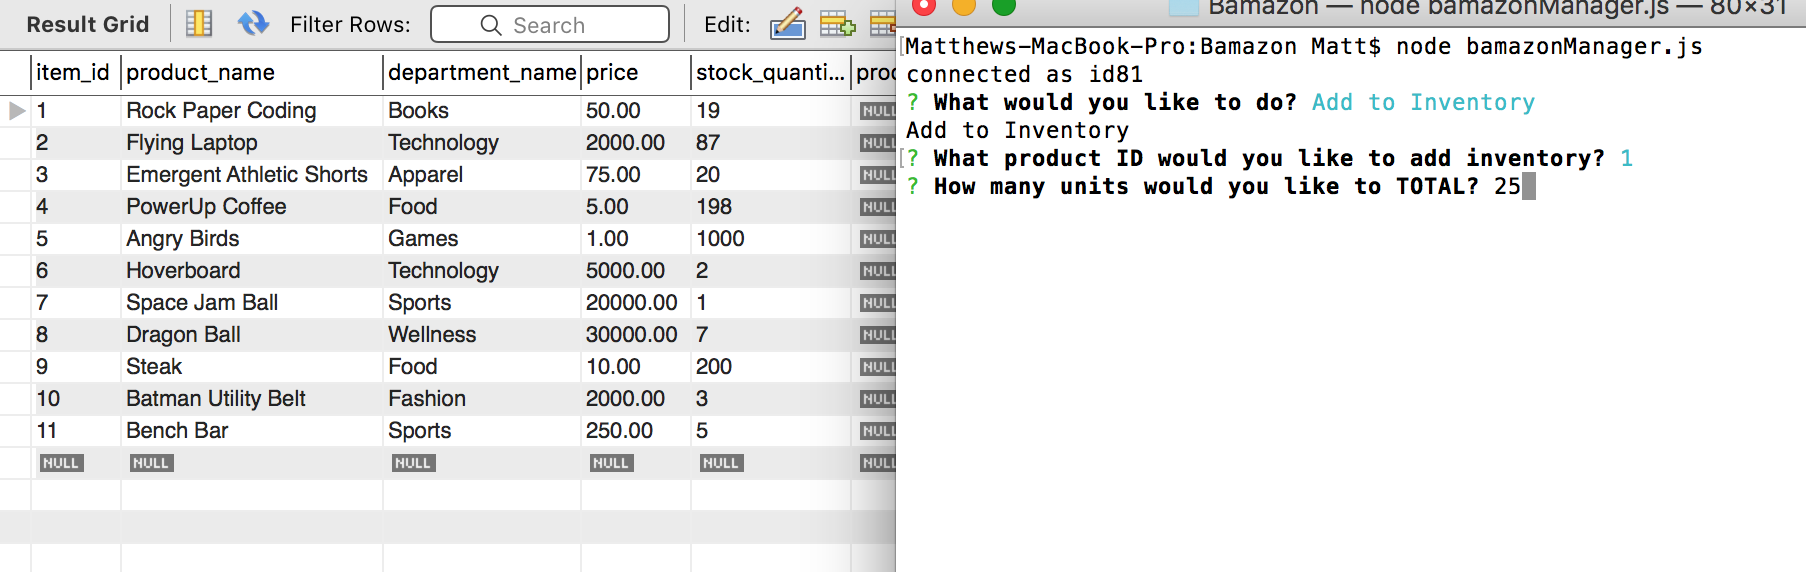 Result Grid Filter Rows: Search Edit:
item_id product_name department_name price stock_quanti...
1 Rock Paper Coding Books 50.00 19 NULL
2 Flying Laptop Technology 2000.00 87 NULL
3 Emergent Athletic Shorts Apparel 75.00 20 NULL
4 PowerUp Coffee Food 5.00 198 NULL
5 Angry Birds Games 1.00 1000 NULL
6 Hoverboard Technology 5000.00 2 NULL
7 Space Jam Ball Sports 20000.00 1 NULL
8 Dragon Ball Wellness 30000.00 7 NULL
9 Steak Food 10.00 200 NULL
10 Batman Utility Belt Fashion 2000.00 3 NULL
11 Bench Bar Sports 250.00 5 NULL
NULL NULL NULL NULL NULL NULL
Bamazon — node bamazonManager.js — 80×31
[Matthews-MacBook-Pro:Bamazon Matt$ node bamazonManager.js
connected as id81
? What would you like to do? Add to Inventory
Add to Inventory
[? What product ID would you like to add inventory? 1
? How many units would you like to TOTAL? 25